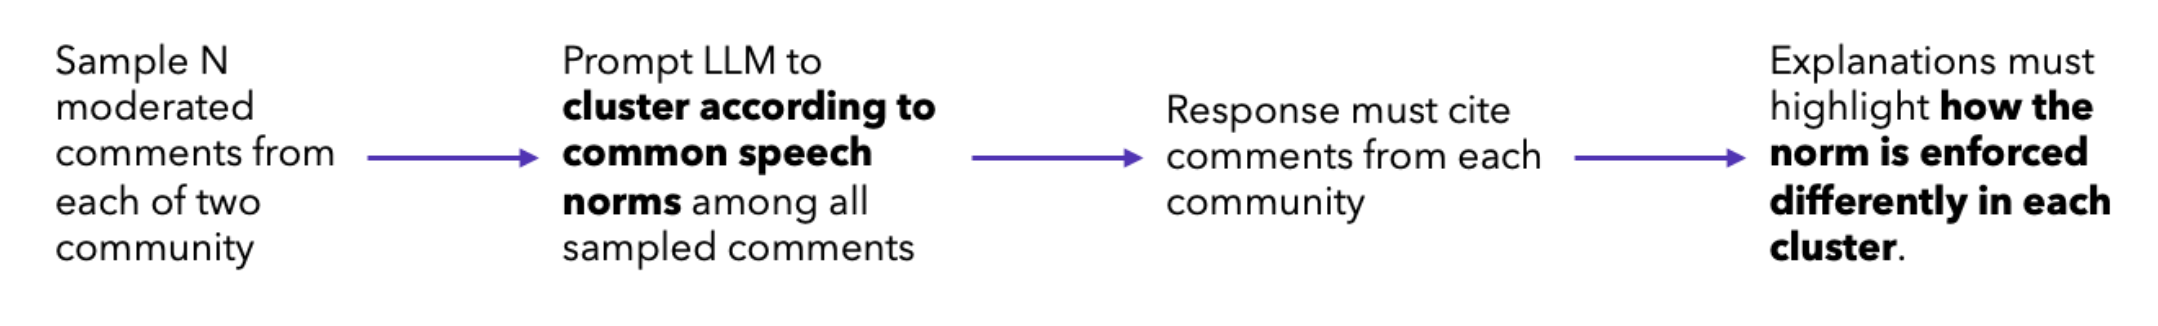 Sample N
moderated
comments from
each of two
community
Prompt LLM to
cluster according to
common speech
norms among all
sampled comments
Response must cite
comments from each
community
Explanations must
highlight how the
norm is enforced
differently in each
cluster.